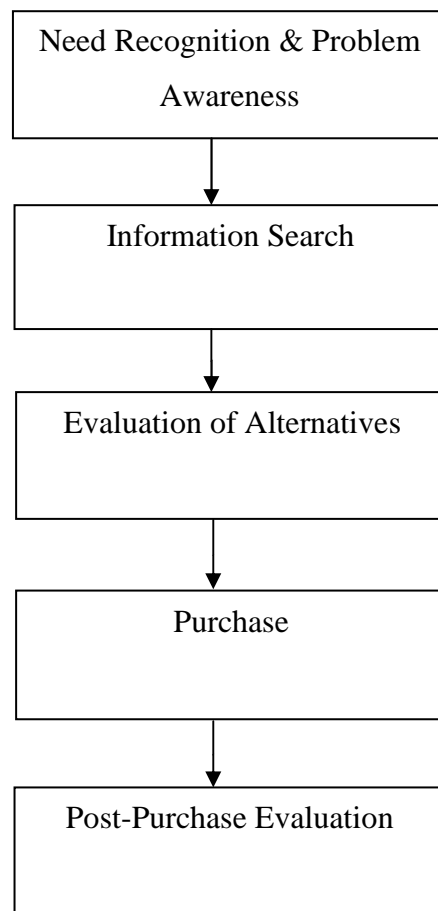 Need Recognition & Problem
Awareness
Information Search
Evaluation of Alternatives
Purchase
Post-Purchase Evaluation